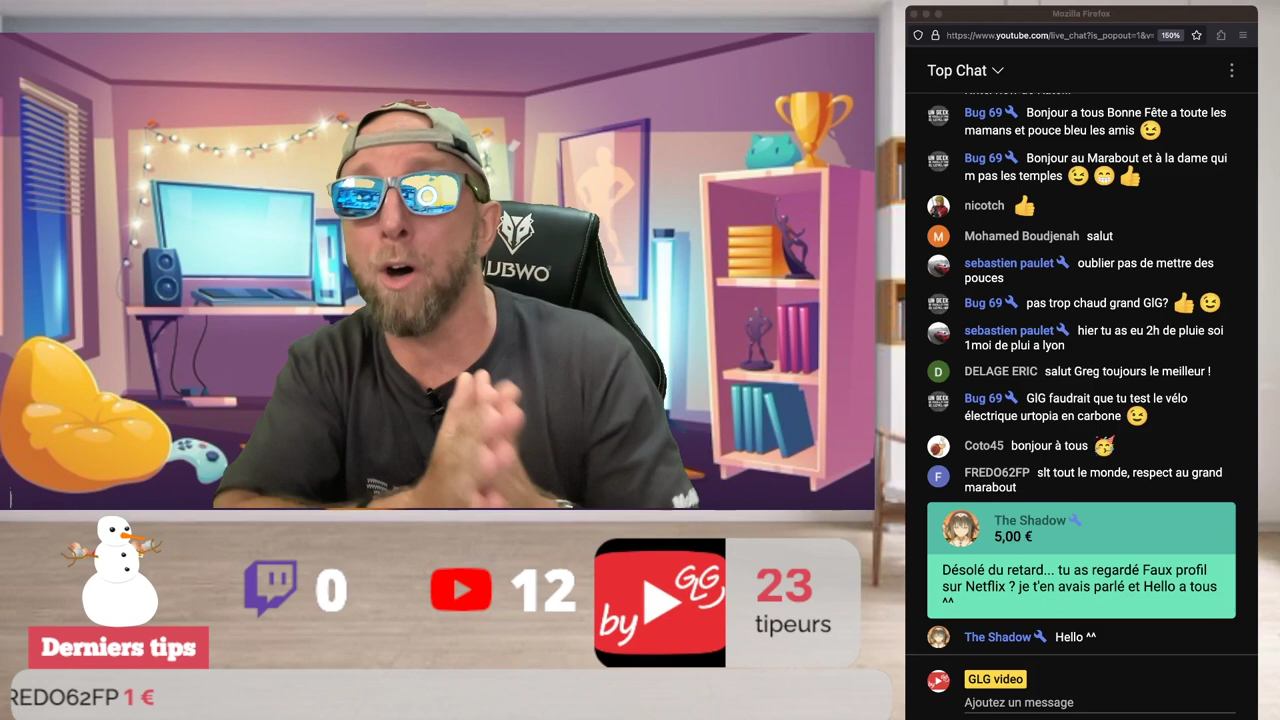 Mozilla Firefox
https://www.youtube.com/live_chat?is_popout=1&v=
150%
Top Chat
Bug 69 Bonjour a tous Bonne Fête a toute les
mamans et pouce bleu les amis
Bug 69 Bonjour au Marabout et à la dame qui
m pas les temples
nicotch
Mohamed Boudjenah salut
sebastien paulet oublier pas de mettre des
pouces
Bug 69 pas trop chaud grand GIG?
sebastien paulet hier tu as eu 2h de pluie soi
1moi de plui a lyon
DELAGE ERIC salut Greg toujours le meilleur !
Bug 69 GIG faudrait que tu test le vélo
électrique urtopia en carbone
Coto45 bonjour à tous
FREDO62FP slt tout le monde, respect au grand
marabout
The Shadow
5,00 €
Désolé du retard... tu as regardé Faux profil
sur Netflix ? je t'en avais parlé et Hello a tous
^^
The Shadow Hello ^^
GLG video
Ajoutez un message
M
D
F
UBWO
0
12
by GLG
23
tipeurs
Derniers tips
REDO62FP 1 €